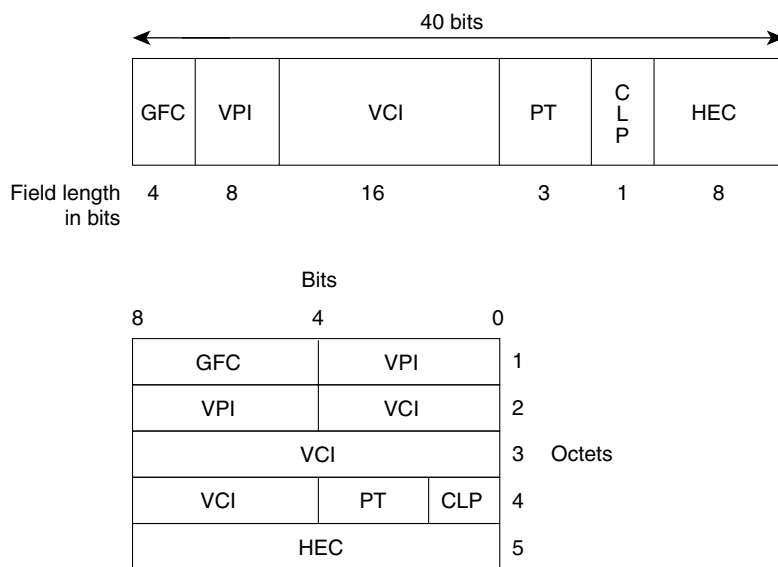 40 bits
GFC VPI VCI PT CLP HEC
Field length in bits 4 8 16 3 1 8
Bits
8 4 0
GFC VPI 1
VPI VCI 2
VCI 3 Octets
VCI PT CLP 4
HEC 5